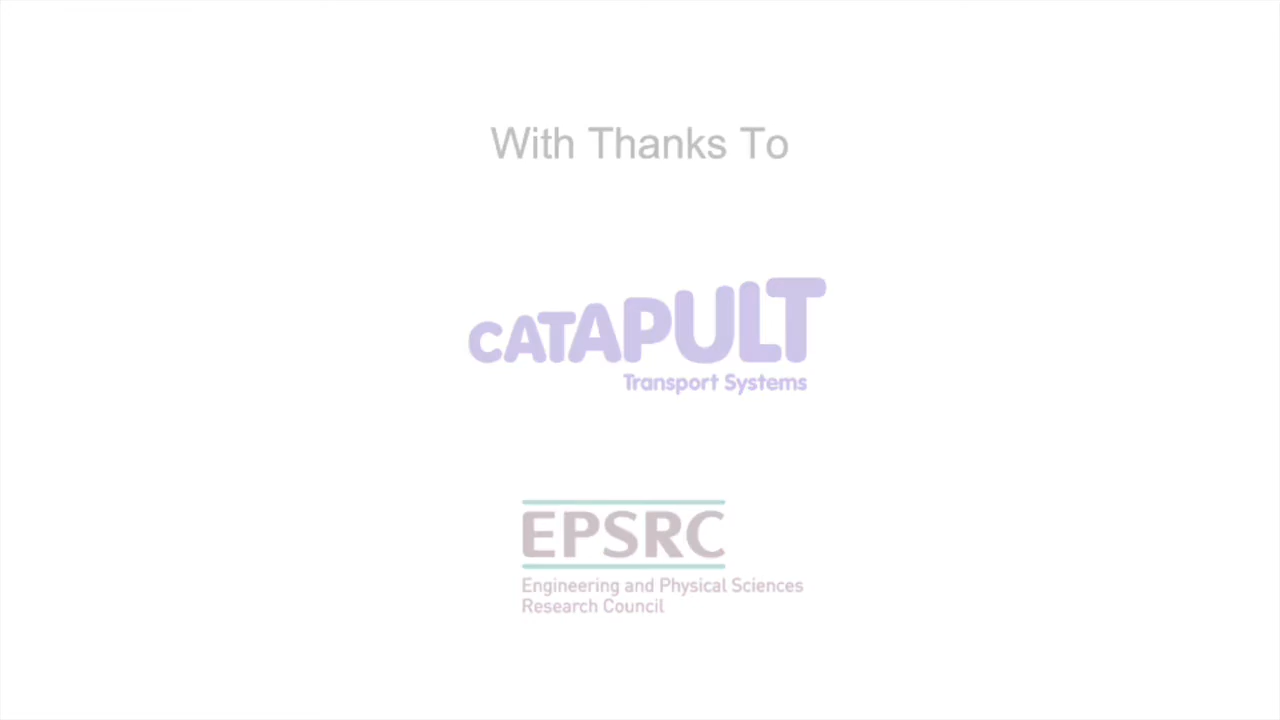 With Thanks To
CATAPULT
Transport Systems
EPSRC
Engineering and Physical Sciences
Research Council